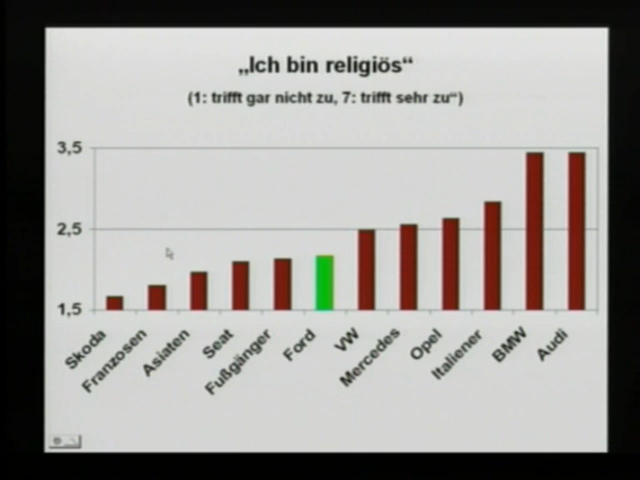 „Ich bin religiös“
(1: trifft gar nicht zu, 7: trifft sehr zu“)
3,5
2,5
1,5
Skoda
Franzosen
Asiaten
Seat
Fußgänger
Ford
VW
Mercedes
Opel
Italiener
BMW
Audi